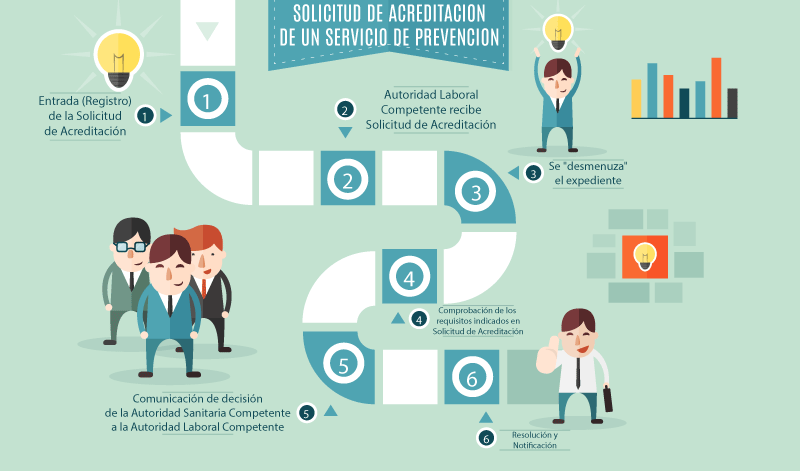 SOLICITUD DE ACREDITACION
DE UN SERVICIO DE PREVENCION
1
Entrada (Registro)
de la Solicitud
de Acreditación
1
2
Autoridad Laboral
Competente recibe
Solicitud de Acreditación
2
3
3
Se "desmenuza"
el expediente
4
4
Comprobación de los
requisitos indicados en
Solicitud de Acreditación
5
Comunicación de decisión
de la Autoridad Sanitaria Competente
a la Autoridad Laboral Competente
5
6
6
Resolución y
Notificación